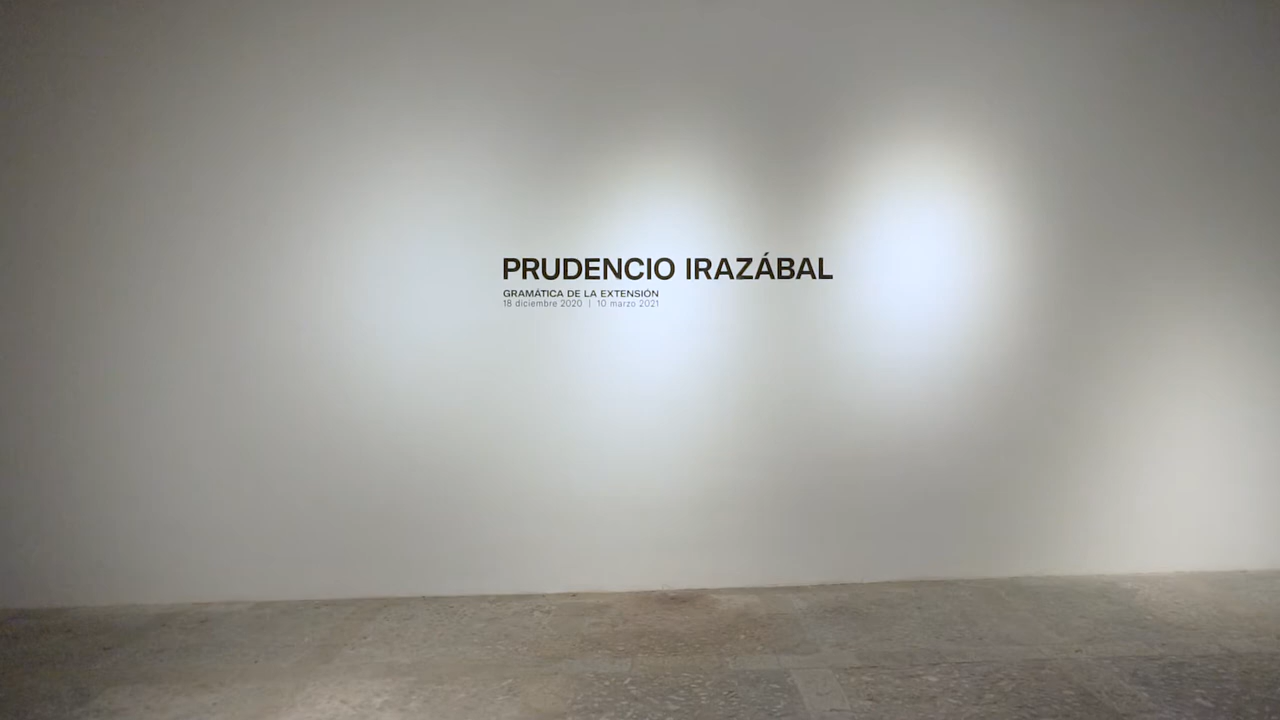 PRUDENCIO IRAZÁBAL
GRAMÁTICA DE LA EXTENSIÓN
18 diciembre 2020 | 10 marzo 2021